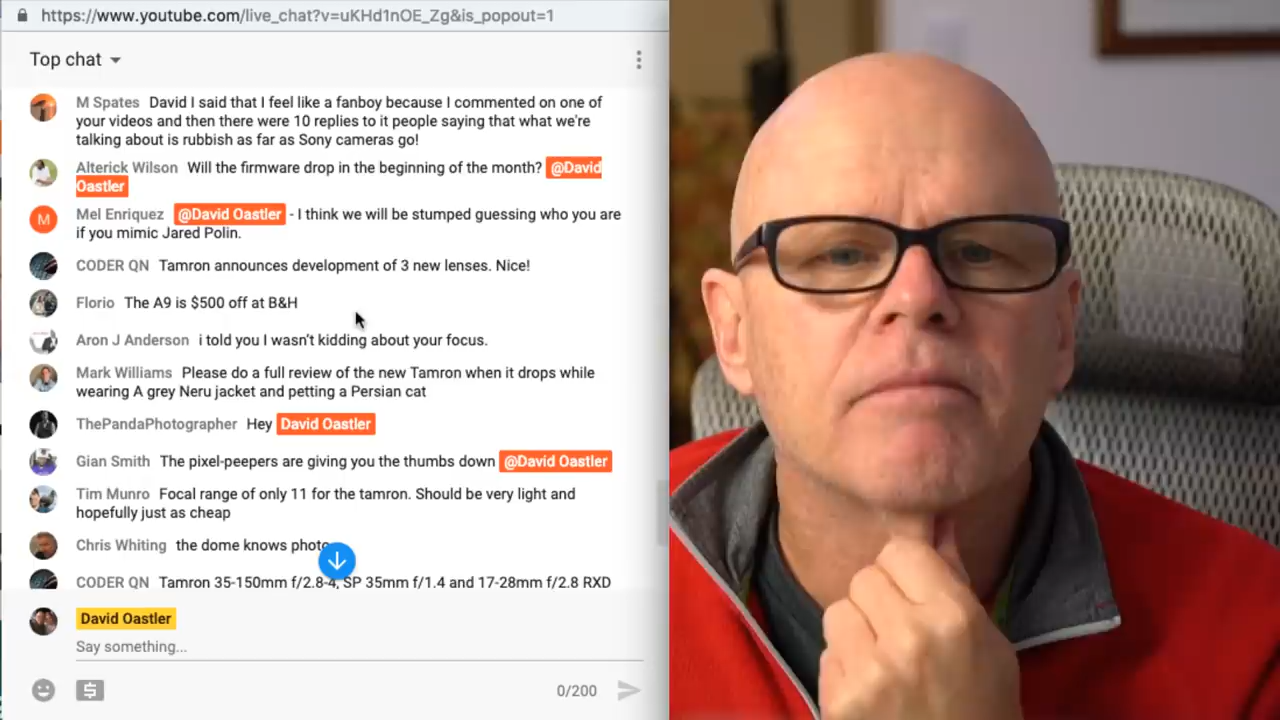 https://www.youtube.com/live_chat?v=uKHd1nOE_Zg&is_popout=1
Top chat
M Spates David I said that I feel like a fanboy because I commented on one of
your videos and then there were 10 replies to it people saying that what we're
talking about is rubbish as far as Sony cameras go!
Alterick Wilson Will the firmware drop in the beginning of the month? @David
Oastler
M
Mel Enriquez @David Oastler - I think we will be stumped guessing who you are
if you mimic Jared Polin.
CODER QN Tamron announces development of 3 new lenses. Nice!
Florio The A9 is $500 off at B&H
Aron J Anderson i told you I wasn't kidding about your focus.
Mark Williams Please do a full review of the new Tamron when it drops while
wearing A grey Neru jacket and petting a Persian cat
ThePandaPhotographer Hey David Oastler
Gian Smith The pixel-peepers are giving you the thumbs down @David Oastler
Tim Munro Focal range of only 11 for the tamron. Should be very light and
hopefully just as cheap
Chris Whiting the dome knows photo
CODER QN Tamron 35-150mm f/2.8-4, SP 35mm f/1.4 and 17-28mm f/2.8 RXD
David Oastler
Say something...
$ 0/200